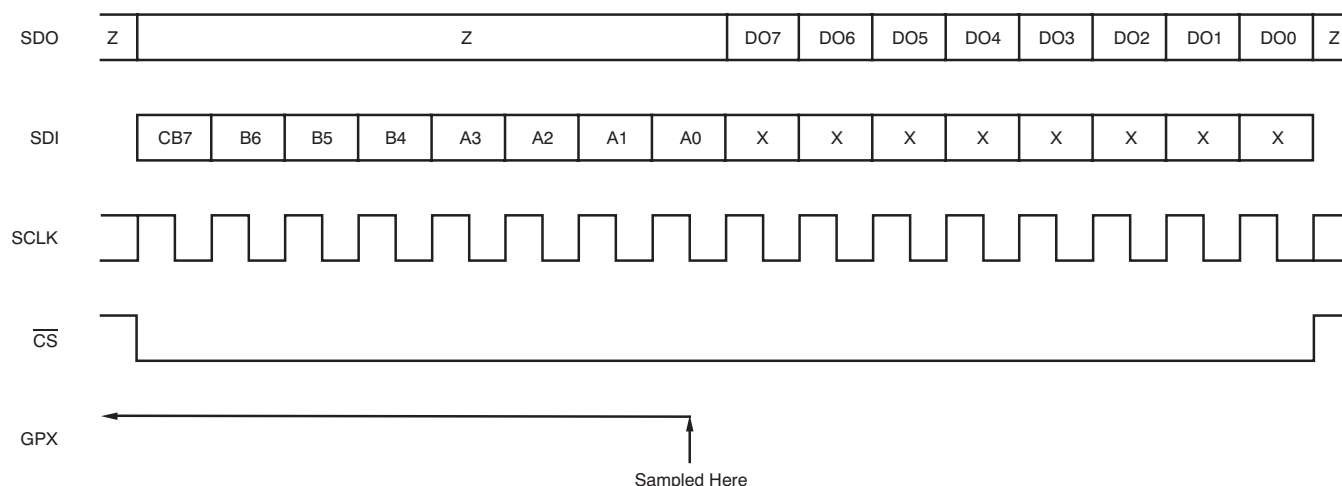 SDO Z Z DO7 DO6 DO5 DO4 DO3 DO2 DO1 DO0 Z
SDI CB7 B6 B5 B4 A3 A2 A1 A0 X X X X X X X X
SCLK
CS
GPX
Sampled Here